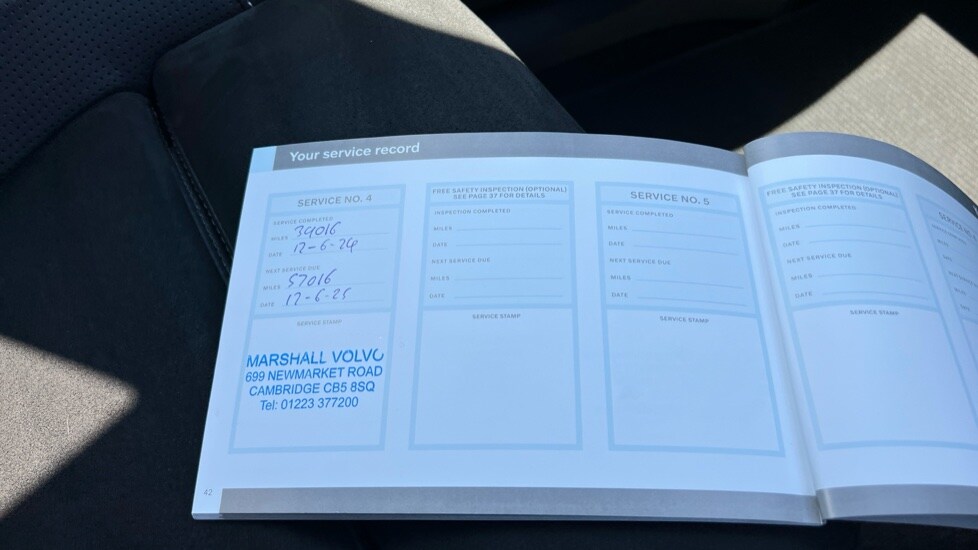 Your service record
SERVICE NO. 4
SERVICE COMPLETED
MILES 39016
DATE 12-6-24
NEXT SERVICE DUE
MILES 57016
DATE 12-6-25
SERVICE STAMP
MARSHALL VOLVO
699 NEWMARKET ROAD
CAMBRIDGE CB5 8SQ
Tel: 01223 377200
42
FREE SAFETY INSPECTION (OPTIONAL)
SEE PAGE 37 FOR DETAILS
INSPECTION COMPLETED
MILES
DATE
NEXT SERVICE DUE
MILES
DATE
SERVICE STAMP
SERVICE NO. 5
SERVICE COMPLETED
MILES
DATE
NEXT SERVICE DUE
MILES
DATE
SERVICE STAMP
FREE SAFETY INSPECTION (OPTIONAL)
SEE PAGE 37 FOR DETAILS
INSPECTION COMPLETED
MILES
DATE
NEXT SERVICE DUE
MILES
DATE
SERVICE STAMP